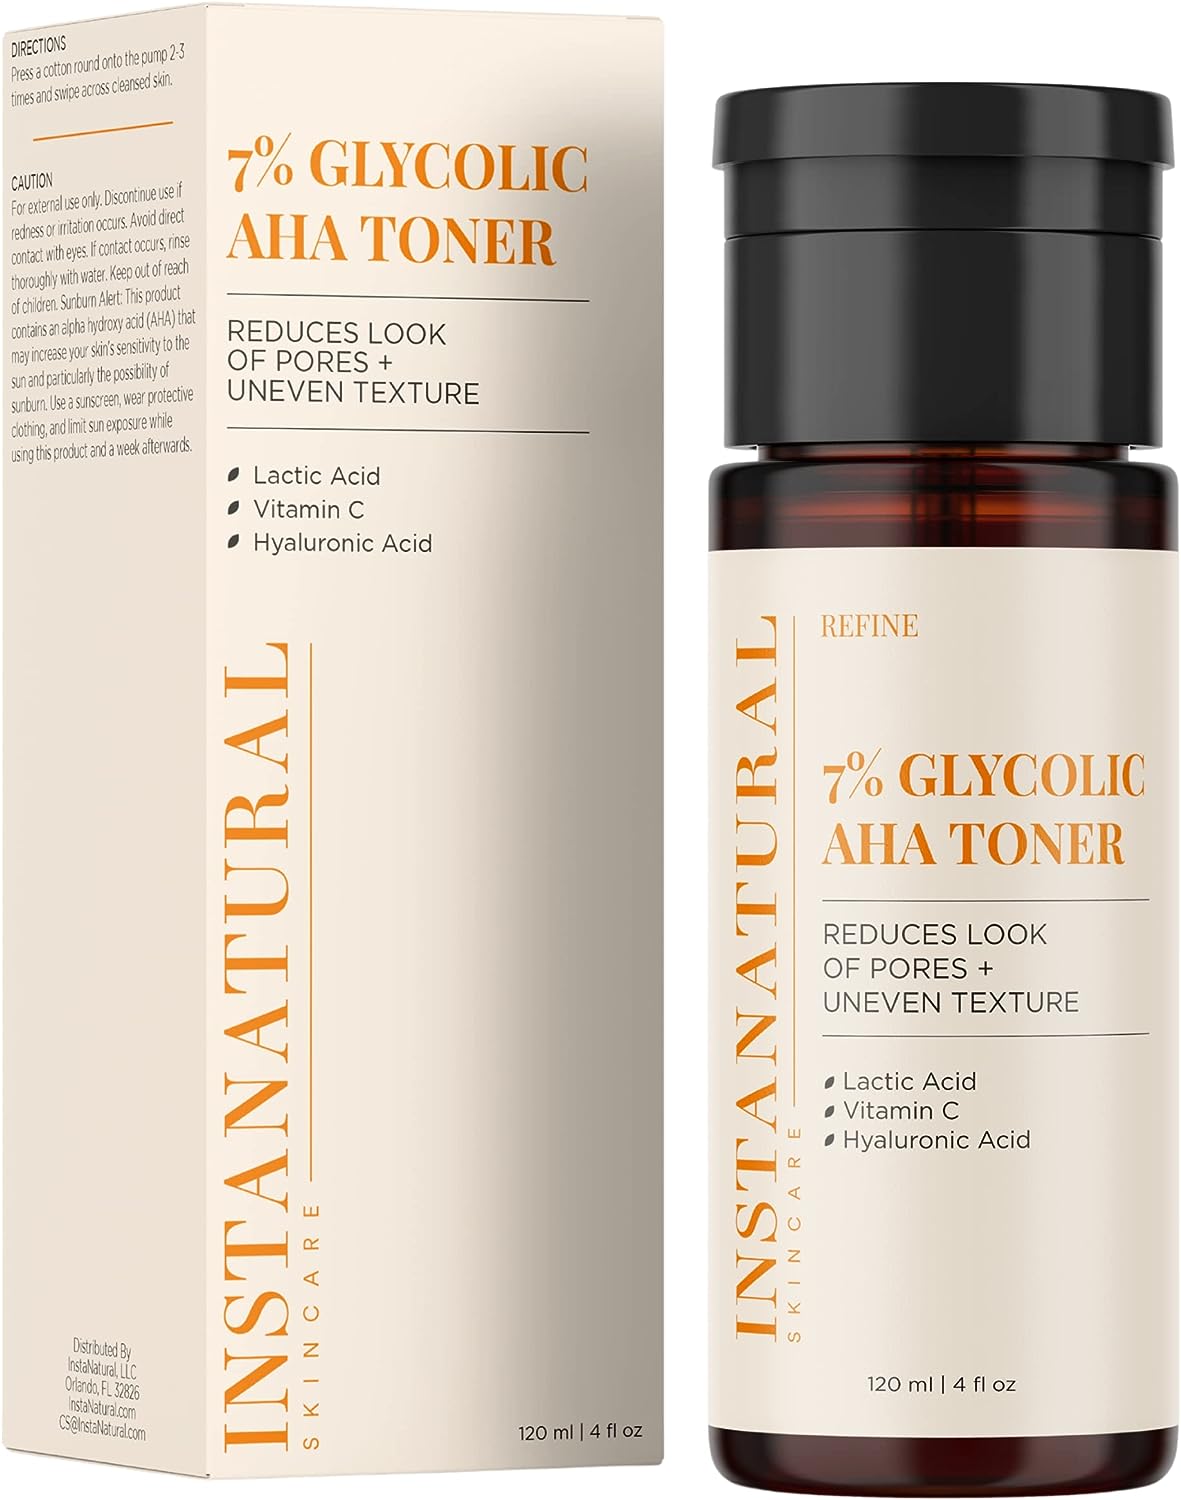 DIRECTIONS
Press a cotton round onto the pump 2-3
times and swipe across cleansed skin.
CAUTION
For external use only. Discontinue use if
redness or irritation occurs. Avoid direct
contact with eyes. If contact occurs, rinse
thoroughly with water. Keep out of reach
of children. Sunburn Alert: This product
contains an alpha hydroxy acid (AHA) that
may increase your skin's sensitivity to the
sun and particularly the possibility of
sunburn. Use a sunscreen, wear protective
clothing, and limit sun exposure while
using this product and a week afterwards.
Distributed By
InstaNatural, LLC
Orlando, FL 32826
InstaNatural.com
CS@InstaNatural.com
7% GLYCOLIC
AHA TONER
REDUCES LOOK
OF PORES +
UNEVEN TEXTURE
Lactic Acid
Vitamin C
Hyaluronic Acid
INSTANATURAL
SKINCARE
120 ml | 4 fl oz
REFINE
7% GLYCOLIC
AHA TONER
REDUCES LOOK
OF PORES +
UNEVEN TEXTURE
Lactic Acid
Vitamin C
Hyaluronic Acid
INSTANATURAL
SKINCARE
120 ml | 4 fl oz